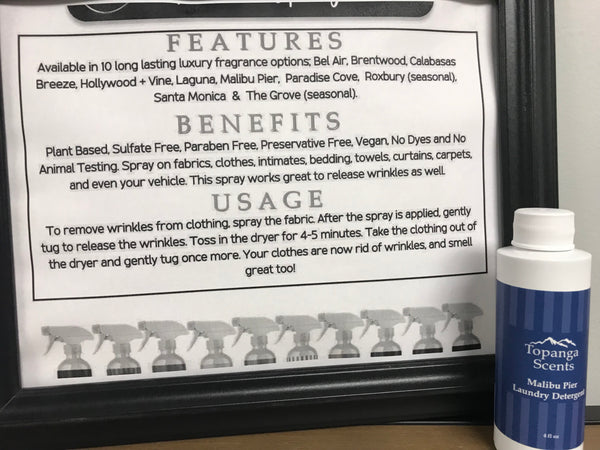 FEATURES
Available in 10 long lasting luxury fragrance options; Bel Air, Brentwood, Calabasas
Breeze, Hollywood + Vine, Laguna, Malibu Pier, Paradise Cove, Roxbury (seasonal),
Santa Monica & The Grove (seasonal).
BENEFITS
Plant Based, Sulfate Free, Paraben Free, Preservative Free, Vegan, No Dyes and No
Animal Testing. Spray on fabrics, clothes, intimates, bedding, towels, curtains, carpets,
and even your vehicle. This spray works great to release wrinkles as well.
USAGE
To remove wrinkles from clothing, spray the fabric. After the spray is applied, gently
tug to release the wrinkles. Toss in the dryer for 4-5 minutes. Take the clothing out of
the dryer and gently tug once more. Your clothes are now rid of wrinkles, and smell
great too!
Topanga
Scents
Malibu Pier
Laundry Detergent
4 fl oz